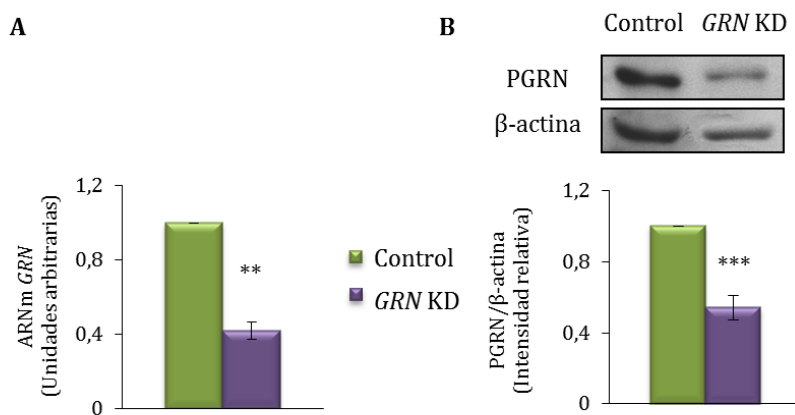 A
1,2
0,8
0,4
0
ARNm GRN
(Unidades arbitrarias)
**
Control
GRN KD
B
Control GRN KD
PGRN
β-actina
1,2
0,8
0,4
0
PGRN/β-actina
(Intensidad relativa)
***